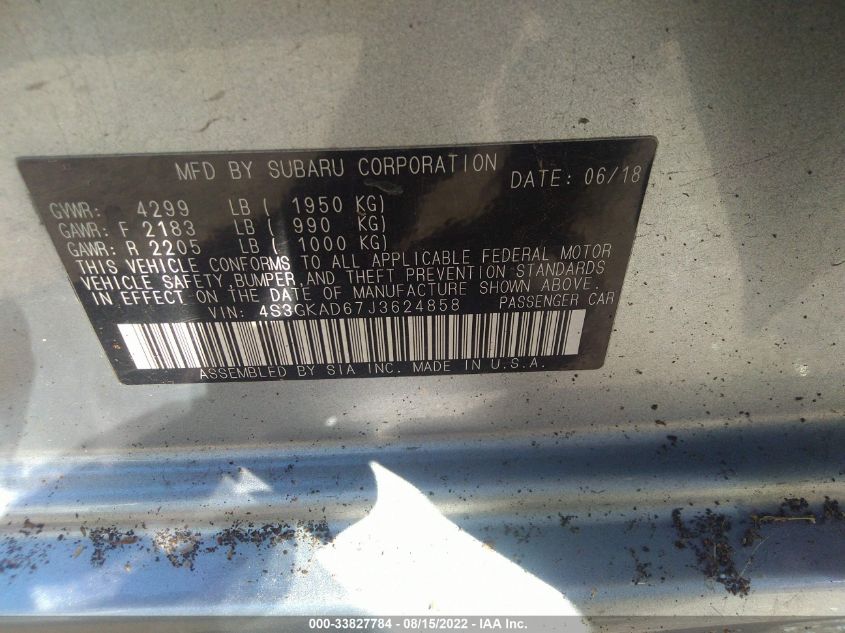 MFD BY SUBARU CORPORATION DATE: 06/18
GVWR: 4299 LB ( 1950 KG)
GAWR: F 2183 LB ( 990 KG)
GAWR: R 2205 LB ( 1000 KG)
THIS VEHICLE CONFORMS TO ALL APPLICABLE FEDERAL MOTOR
VEHICLE SAFETY, BUMPER, AND THEFT PREVENTION STANDARDS
IN EFFECT ON THE DATE OF MANUFACTURE SHOWN ABOVE.
VIN: 4S3GKAD67J3624858 PASSENGER CAR
ASSEMBLED BY SIA INC. MADE IN U.S.A.
000-33827784 - 08/15/2022 - IAA Inc.